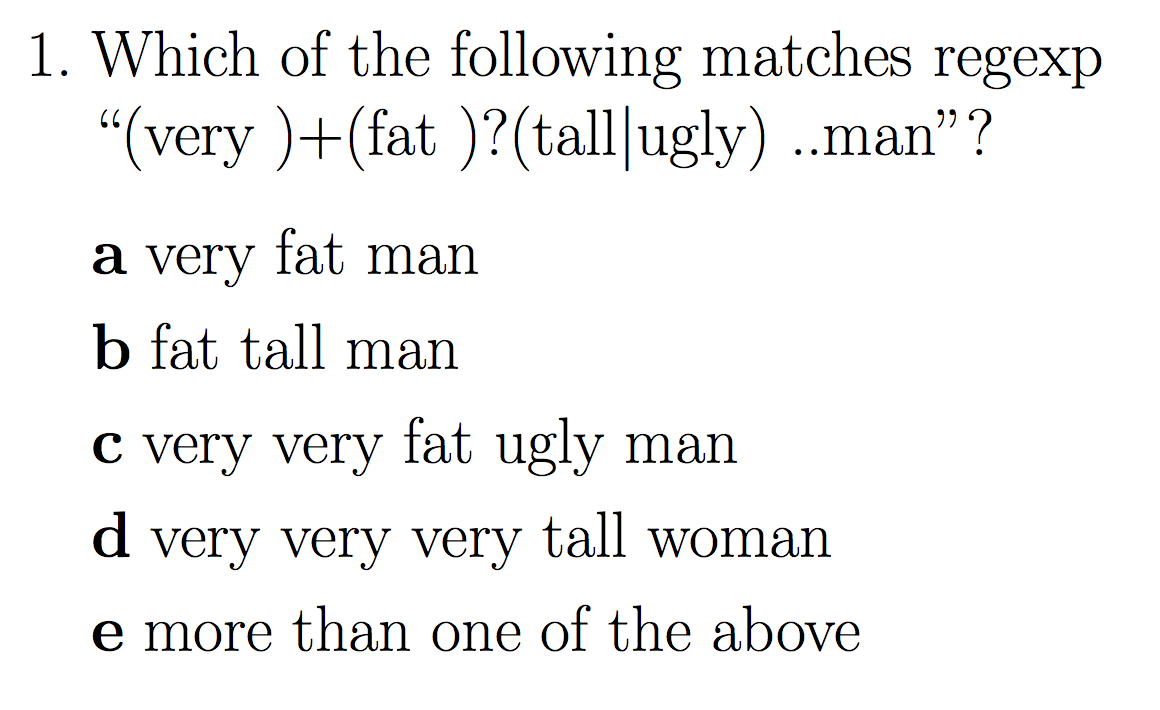 1. Which of the following matches regexp
“(very )+(fat )?(tall|ugly) ..man”?
a very fat man
b fat tall man
c very very fat ugly man
d very very very tall woman
e more than one of the above